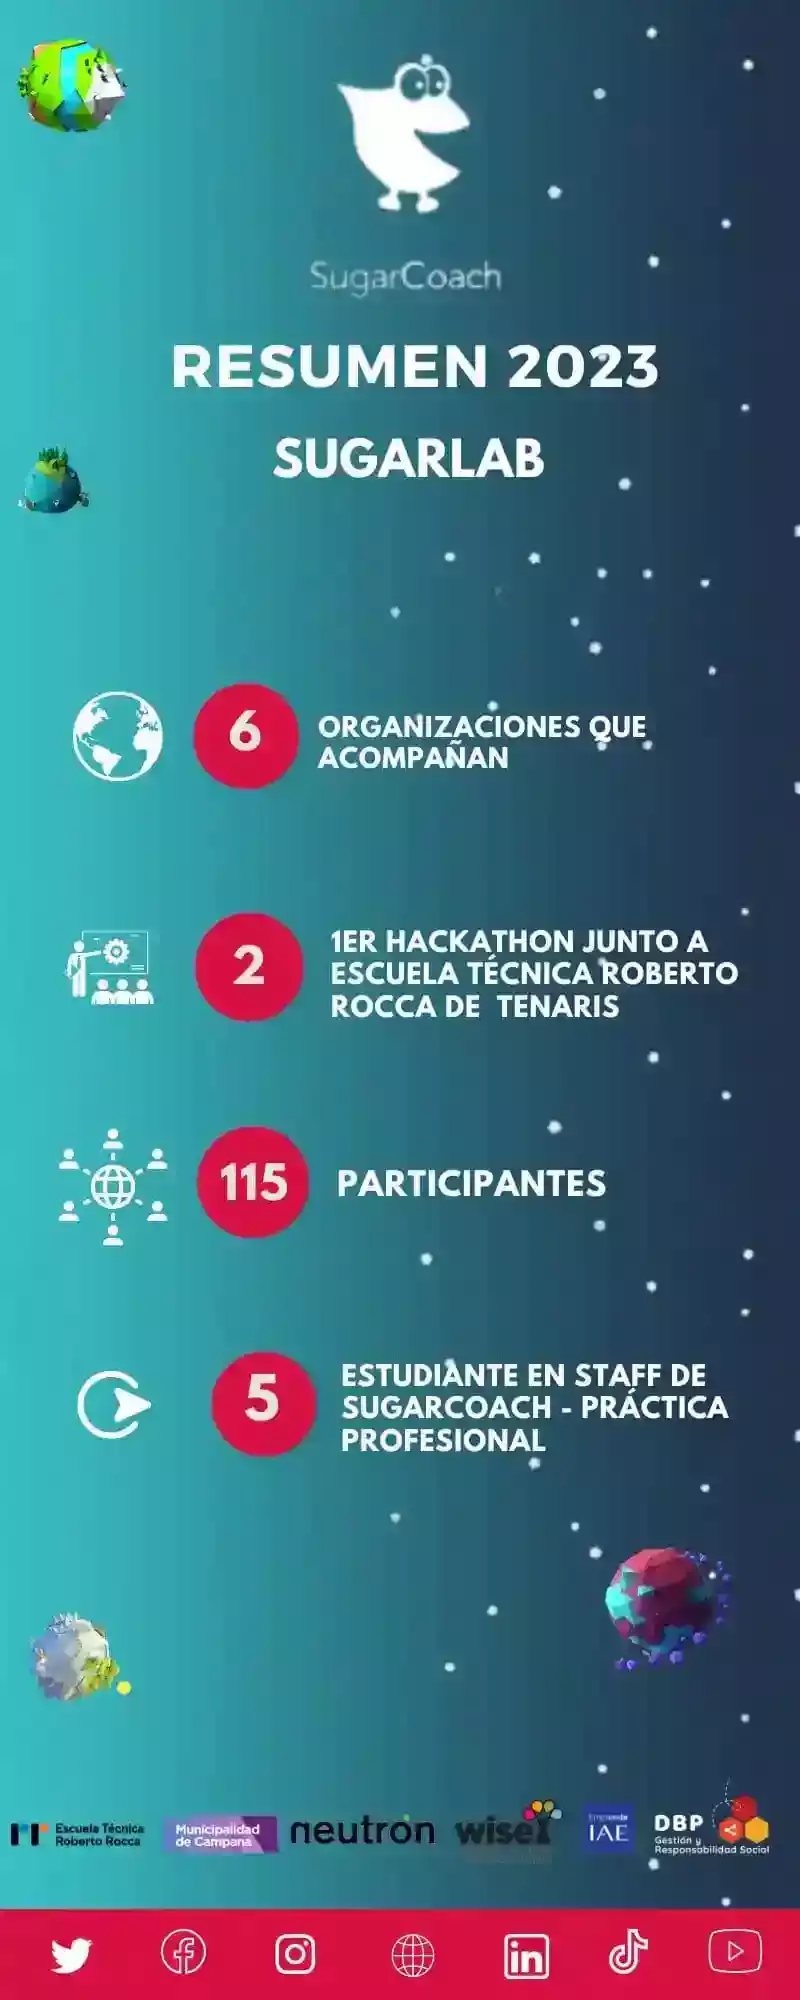 SugarCoach
RESUMEN 2023
SUGARLAB
6
ORGANIZACIONES QUE
ACOMPAÑAN
2
1ER HACKATHON JUNTO A
ESCUELA TÉCNICA ROBERTO
ROCCA DE TENARIS
115
PARTICIPANTES
5
ESTUDIANTE EN STAFF DE
SUGARCOACH - PRÁCTICA
PROFESIONAL
Escuela Técnica
Roberto Rocca
Municipalidad
de Campana
neutrón
wise
IAE
DBP
Gestión y
Responsabilidad Social
in